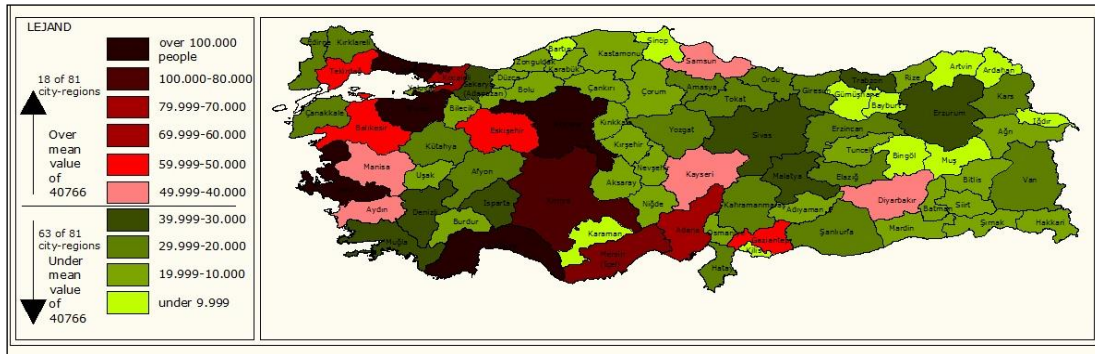 LEJAND
over 100.000
people
100.000-80.000
79.999-70.000
69.999-60.000
59.999-50.000
49.999-40.000
39.999-30.000
29.999-20.000
19.999-10.000
under 9.999
18 of 81
city-regions
Over
mean
value
of
40766
63 of 81
city-regions
Under
mean
value
of
40766
Edirne
Kırklareli
Tekirdağ
Çanakkale
Balıkesir
Manisa
Aydın
Muğla
Denizli
Uşak
Kütahya
Bilecik
Eskişehir
Afyon
Isparta
Burdur
Sakarya
(Adapazarı)
Düzce
Bolu
Zonguldak
Bartın
Karabük
Kastamonu
Çankırı
Sinop
Samsun
Çorum
Amasya
Tokat
Ordu
Giresun
Kırıkkale
Kırşehir
Yozgat
Nevşehir
Aksaray
Niğde
Kayseri
Sivas
Konya
Karaman
Adana
Osmaniye
Hatay
Gaziantep
Kahramanmaraş
Malatya
Adıyaman
Şanlıurfa
Diyarbakır
Mardin
Batman
Siirt
Şırnak
Hakkari
Van
Bitlis
Muş
Bingöl
Elazığ
Tunceli
Erzincan
Gümüşhane
Bayburt
Trabzon
Rize
Artvin
Ardahan
Kars
Iğdır
Ağrı
Erzurum